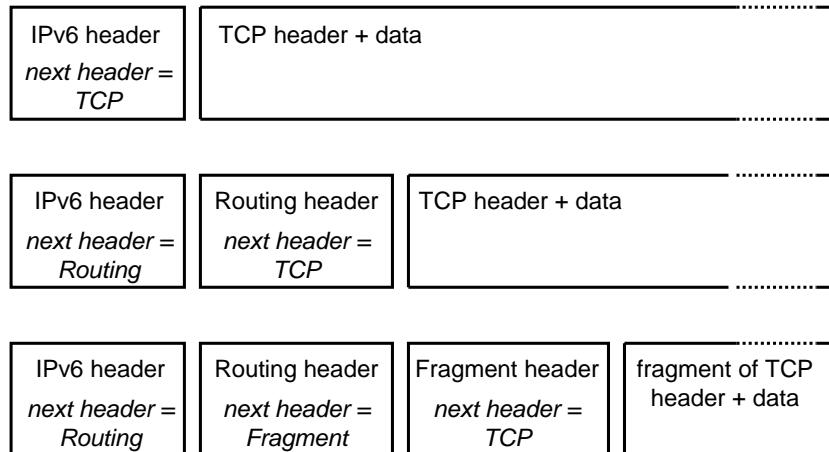 IPv6 header
next header =
TCP
TCP header + data
IPv6 header
next header =
Routing
Routing header
next header =
TCP
TCP header + data
IPv6 header
next header =
Routing
Routing header
next header =
Fragment
Fragment header
next header =
TCP
fragment of TCP
header + data